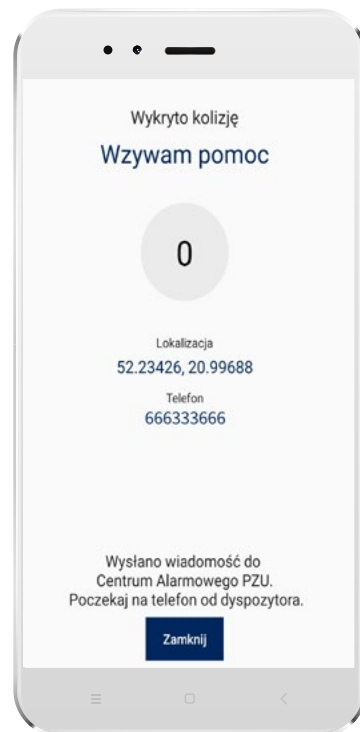 Wykryto kolizję
Wzywam pomoc
0
Lokalizacja
52.23426, 20.99688
Telefon
666333666
Wysłano wiadomość do
Centrum Alarmowego PZU.
Poczekaj na telefon od dyspozytora.
Zamknij